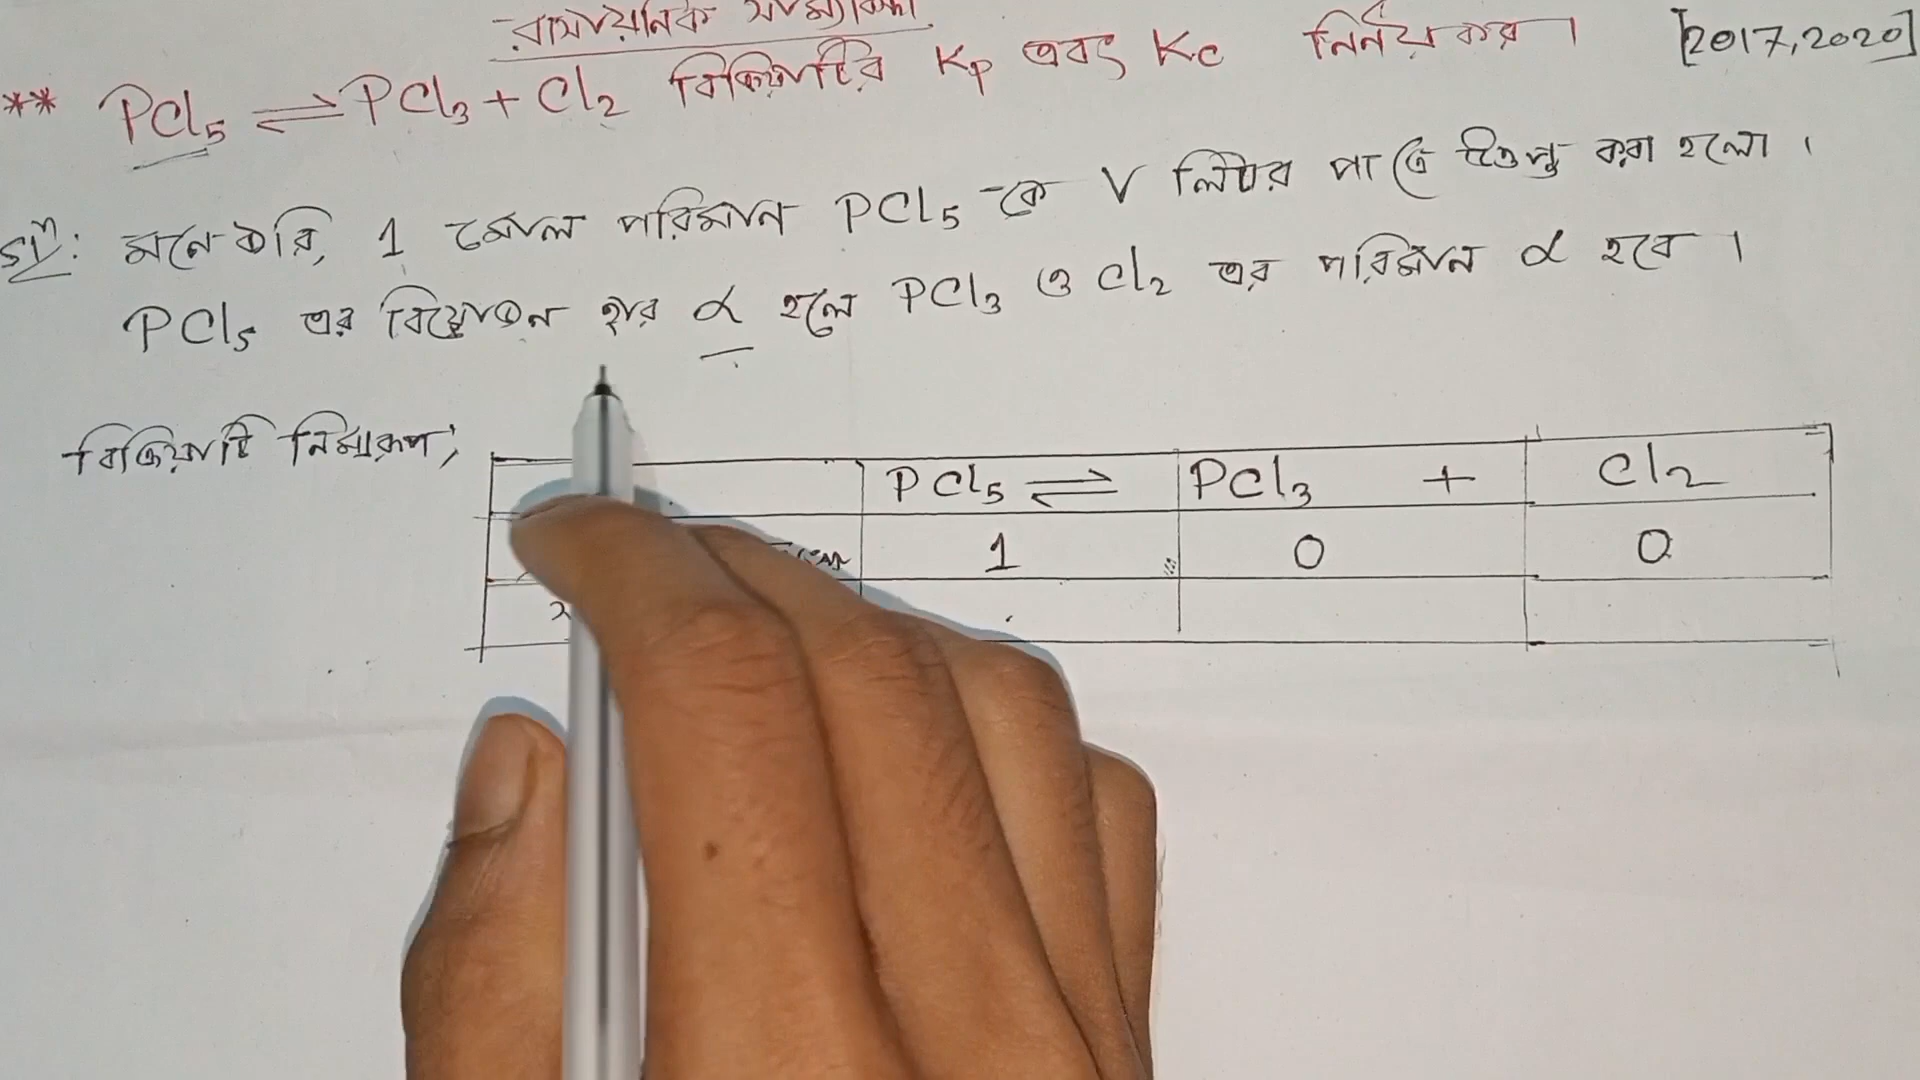 রাসায়নিক সাম্যাবস্থা
** PCl₅ ⇌ PCl₃ + Cl₂ বিক্রিয়াটির Kp এবং Kc নির্ণয় কর। [2017,2020]
মনে করি, 1 মোল পরিমান PCl₅ -কে V লিটার পাত্রে উত্তপ্ত করা হলো।
PCl₅ এর বিয়োজন হার α হলে PCl₃ ও Cl₂ এর পরিমান α হবে।
বিক্রিয়াটি নিম্নরূপ;
PCl₅ ⇌ PCl₃ + Cl₂
1 0 0